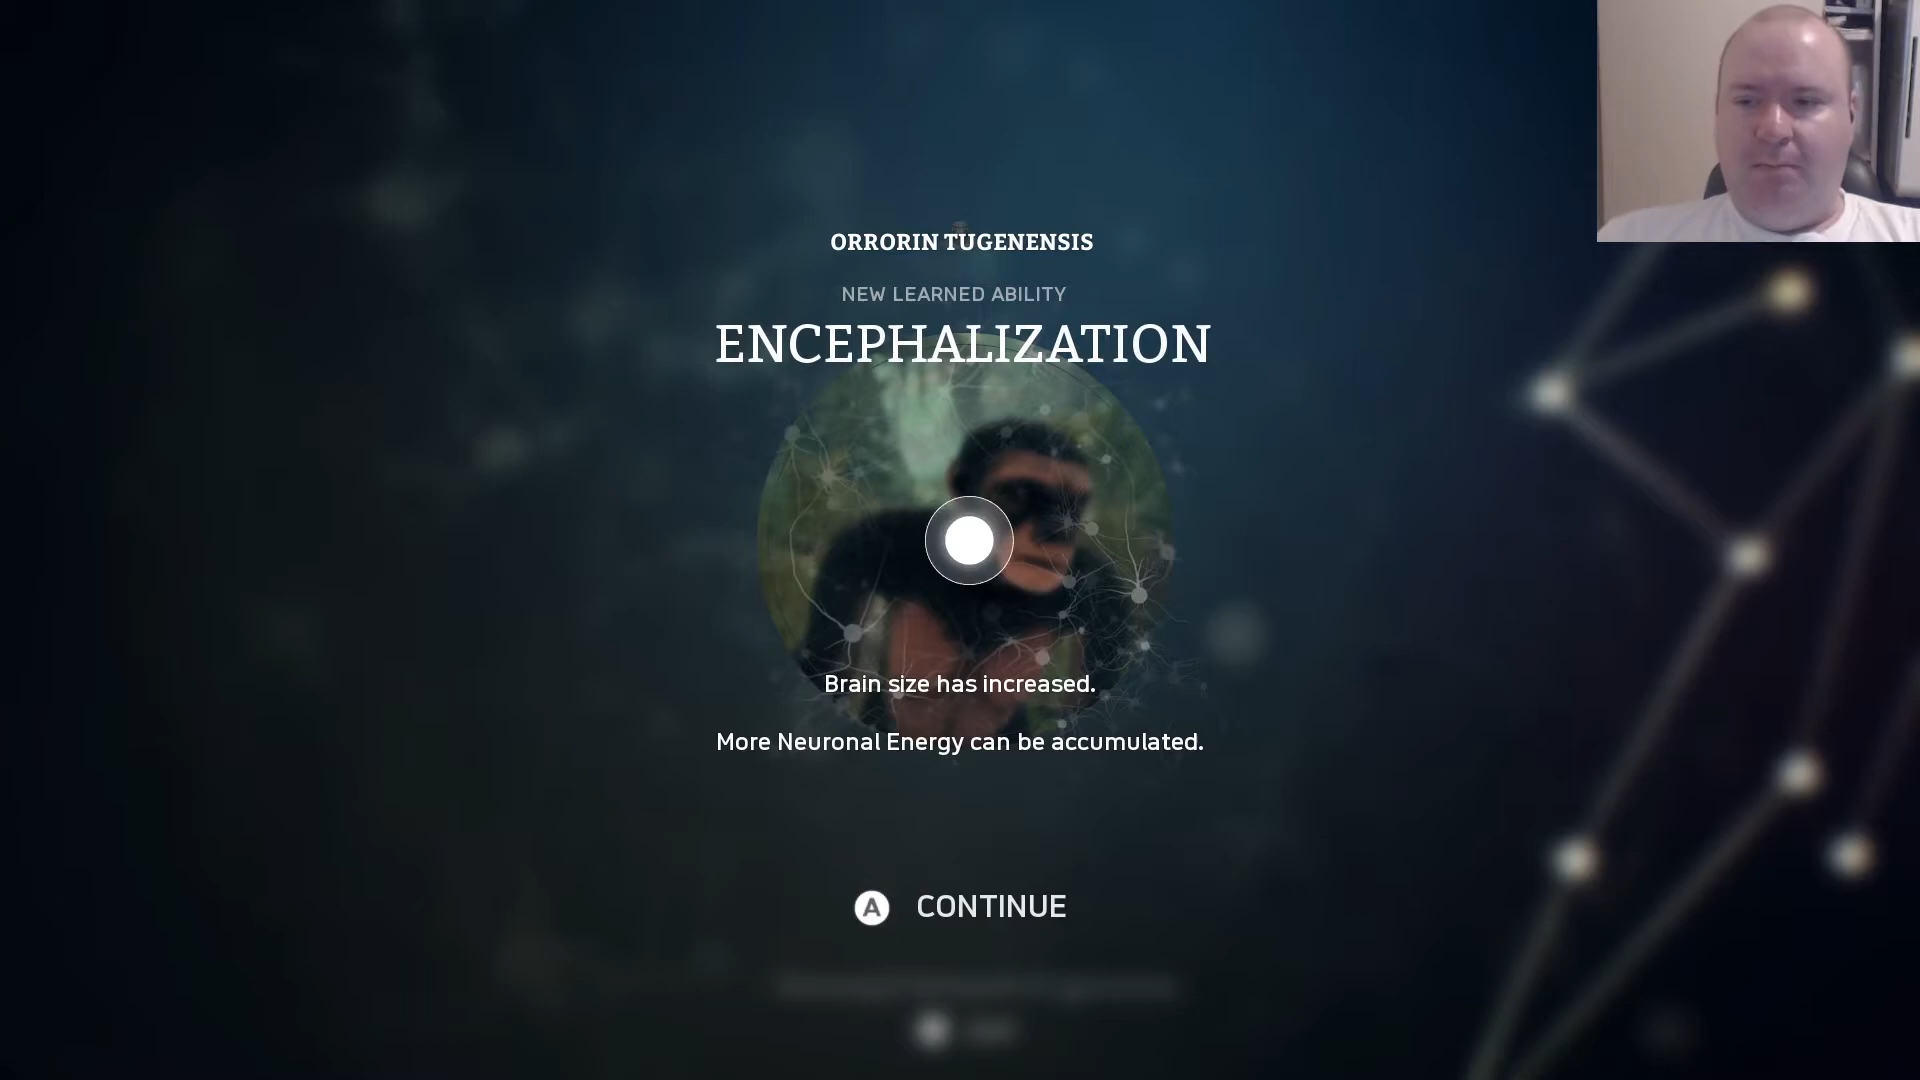 ORRORIN TUGENENSIS
NEW LEARNED ABILITY
ENCEPHALIZATION
Brain size has increased.
More Neuronal Energy can be accumulated.
A CONTINUE